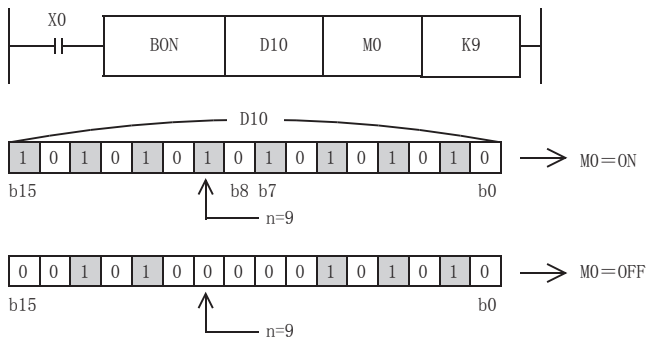 X0
BON D10 M0 K9
D10
1 0 1 0 1 0 1 0 1 0 1 0 1 0 1 0 M0=ON
b15 b8 b7 b0
n=9
0 0 1 0 1 0 0 0 0 0 1 0 1 0 1 0 M0=OFF
b15 b0
n=9